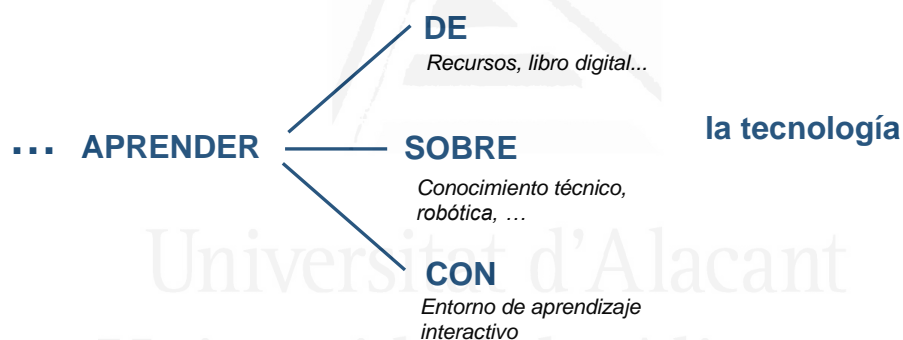 DE
Recursos, libro digital...
... APRENDER
SOBRE
la tecnología
Conocimiento técnico,
robótica, …
CON
Entorno de aprendizaje
interactivo
Universitat d'Alacant